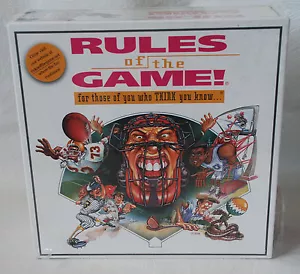 RULES
of the
GAME!
for those of you who THINK you know...
73